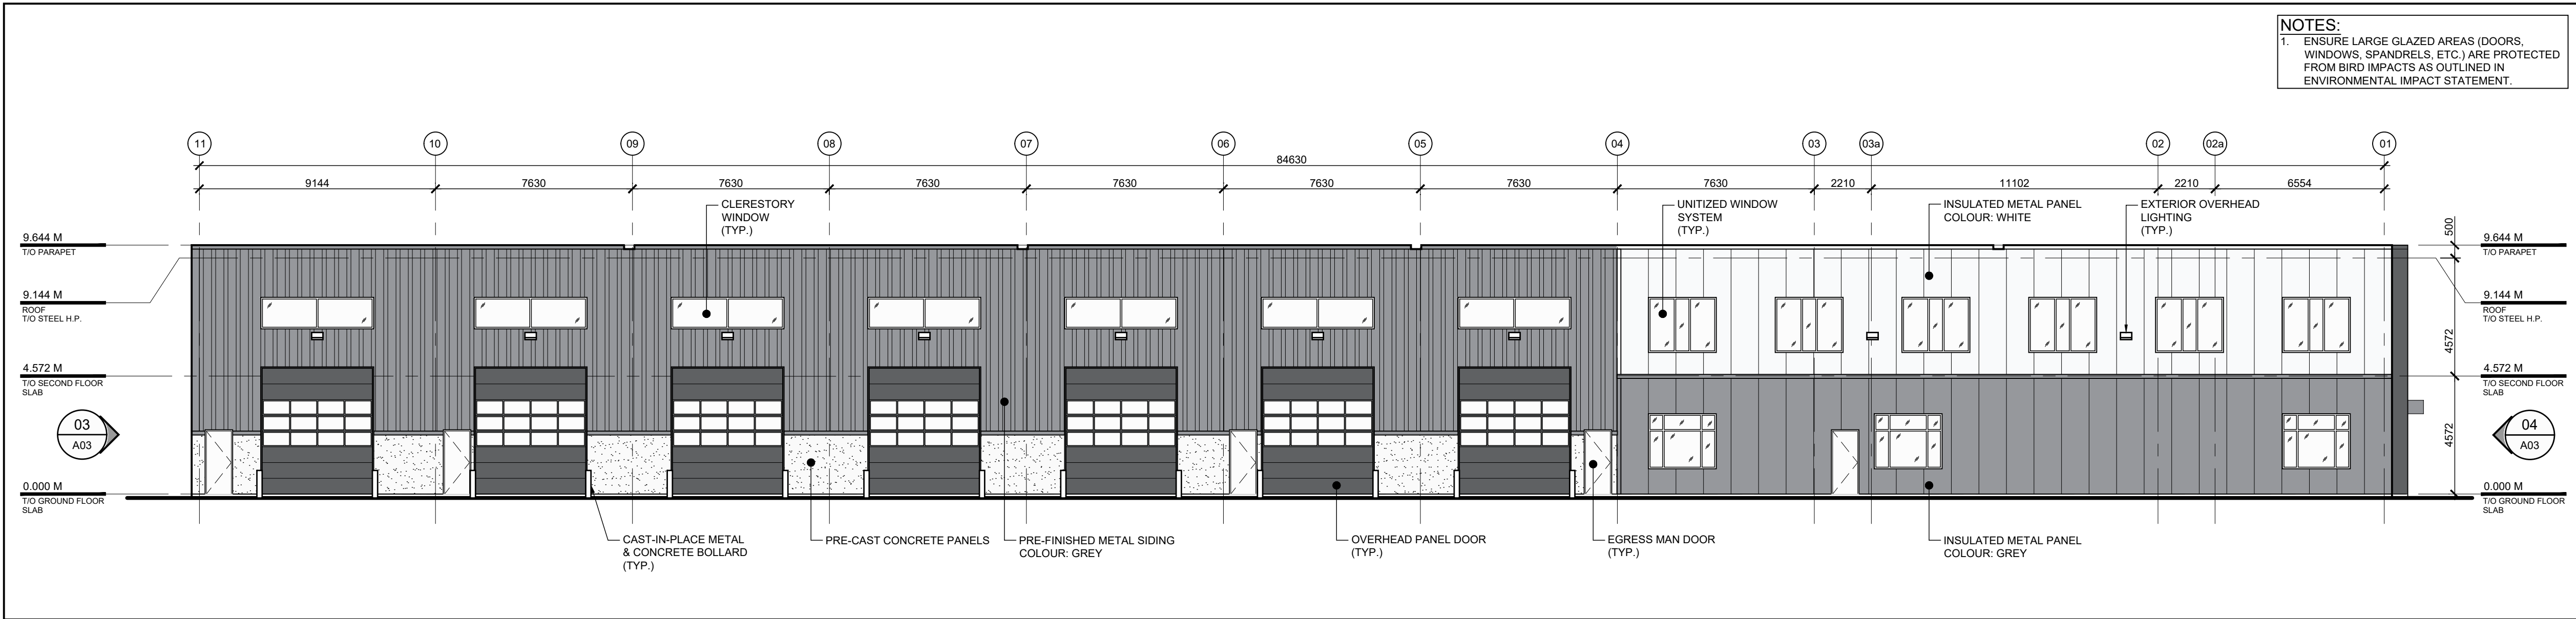 NOTES:
1. ENSURE LARGE GLAZED AREAS (DOORS,
WINDOWS, SPANDRELS, ETC.) ARE PROTECTED
FROM BIRD IMPACTS AS OUTLINED IN
ENVIRONMENTAL IMPACT STATEMENT.
11 10 09 08 07 06 05 04 03 03a 02 02a 01
84630
9144 7630 7630 7630 7630 7630 7630 7630 2210 11102 2210 6554
CLERESTORY
WINDOW
(TYP.)
UNITIZED WINDOW
SYSTEM
(TYP.)
INSULATED METAL PANEL
COLOUR: WHITE
EXTERIOR OVERHEAD
LIGHTING
(TYP.)
9.644 M
T/O PARAPET
9.144 M
ROOF
T/O STEEL H.P.
4.572 M
T/O SECOND FLOOR
SLAB
03
A03
0.000 M
T/O GROUND FLOOR
SLAB
500
4572
4572
9.644 M
T/O PARAPET
9.144 M
ROOF
T/O STEEL H.P.
4.572 M
T/O SECOND FLOOR
SLAB
04
A03
0.000 M
T/O GROUND FLOOR
SLAB
CAST-IN-PLACE METAL
& CONCRETE BOLLARD
(TYP.)
PRE-CAST CONCRETE PANELS
PRE-FINISHED METAL SIDING
COLOUR: GREY
OVERHEAD PANEL DOOR
(TYP.)
EGRESS MAN DOOR
(TYP.)
INSULATED METAL PANEL
COLOUR: GREY